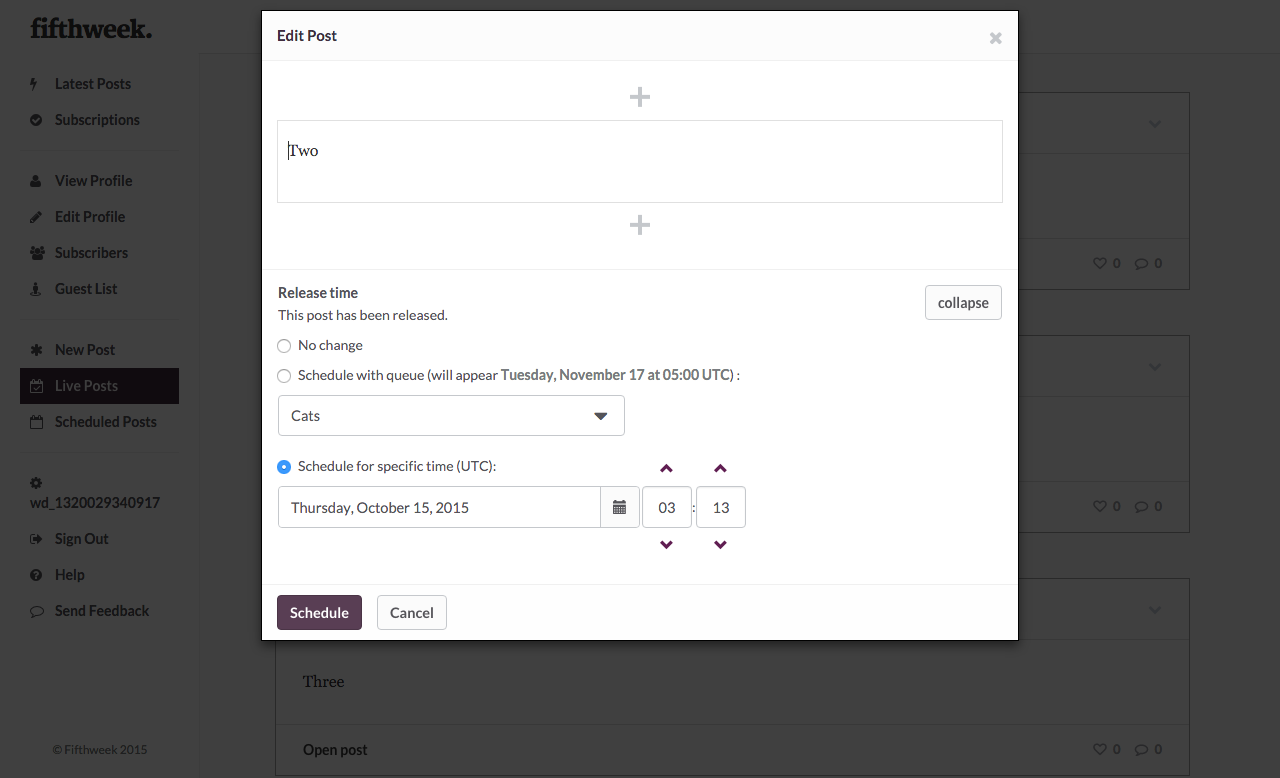 fifthweek.
Latest Posts
Subscriptions
View Profile
Edit Profile
Subscribers
Guest List
New Post
Live Posts
Scheduled Posts
wd_1320029340917
Sign Out
Help
Send Feedback
© Fifthweek 2015
Edit Post
Two
Release time
collapse
This post has been released.
No change
Schedule with queue (will appear Tuesday, November 17 at 05:00 UTC) :
Cats
Schedule for specific time (UTC):
Thursday, October 15, 2015
03 : 13
Schedule
Cancel
0 0
0 0
Three
Open post
0 0